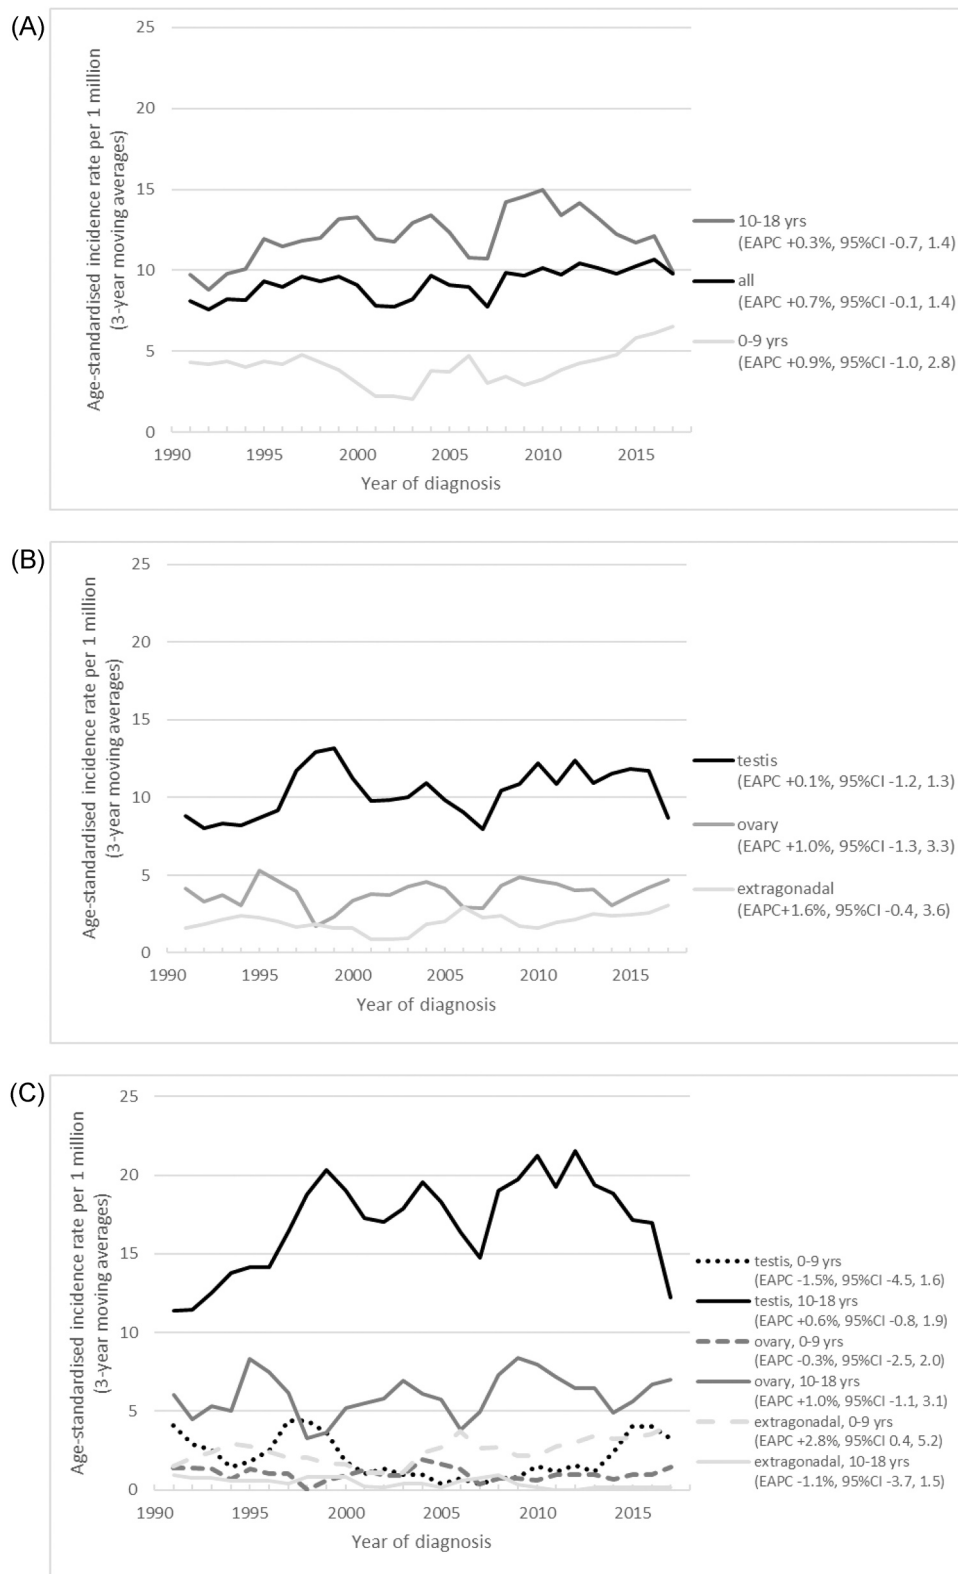 (A)
Age-standardised incidence rate per 1 million
(3-year moving averages)
25
20
15
10
5
0
1990
1995
2000
2005
2010
2015
Year of diagnosis
10-18 yrs
(EAPC +0.3%, 95%CI -0.7, 1.4)
all
(EAPC +0.7%, 95%CI -0.1, 1.4)
0-9 yrs
(EAPC +0.9%, 95%CI -1.0, 2.8)
(B)
Age-standardised incidence rate per 1 million
(3-year moving averages)
25
20
15
10
5
0
1990
1995
2000
2005
2010
2015
Year of diagnosis
testis
(EAPC +0.1%, 95%CI -1.2, 1.3)
ovary
(EAPC +1.0%, 95%CI -1.3, 3.3)
extragonadal
(EAPC+1.6%, 95%CI -0.4, 3.6)
(C)
Age-standardised incidence rate per 1 million
(3-year moving averages)
25
20
15
10
5
0
1990
1995
2000
2005
2010
2015
Year of diagnosis
testis, 0-9 yrs
(EAPC -1.5%, 95%CI -4.5, 1.6)
testis, 10-18 yrs
(EAPC +0.6%, 95%CI -0.8, 1.9)
ovary, 0-9 yrs
(EAPC -0.3%, 95%CI -2.5, 2.0)
ovary, 10-18 yrs
(EAPC +1.0%, 95%CI -1.1, 3.1)
extragonadal, 0-9 yrs
(EAPC +2.8%, 95%CI 0.4, 5.2)
extragonadal, 10-18 yrs
(EAPC -1.1%, 95%CI -3.7, 1.5)